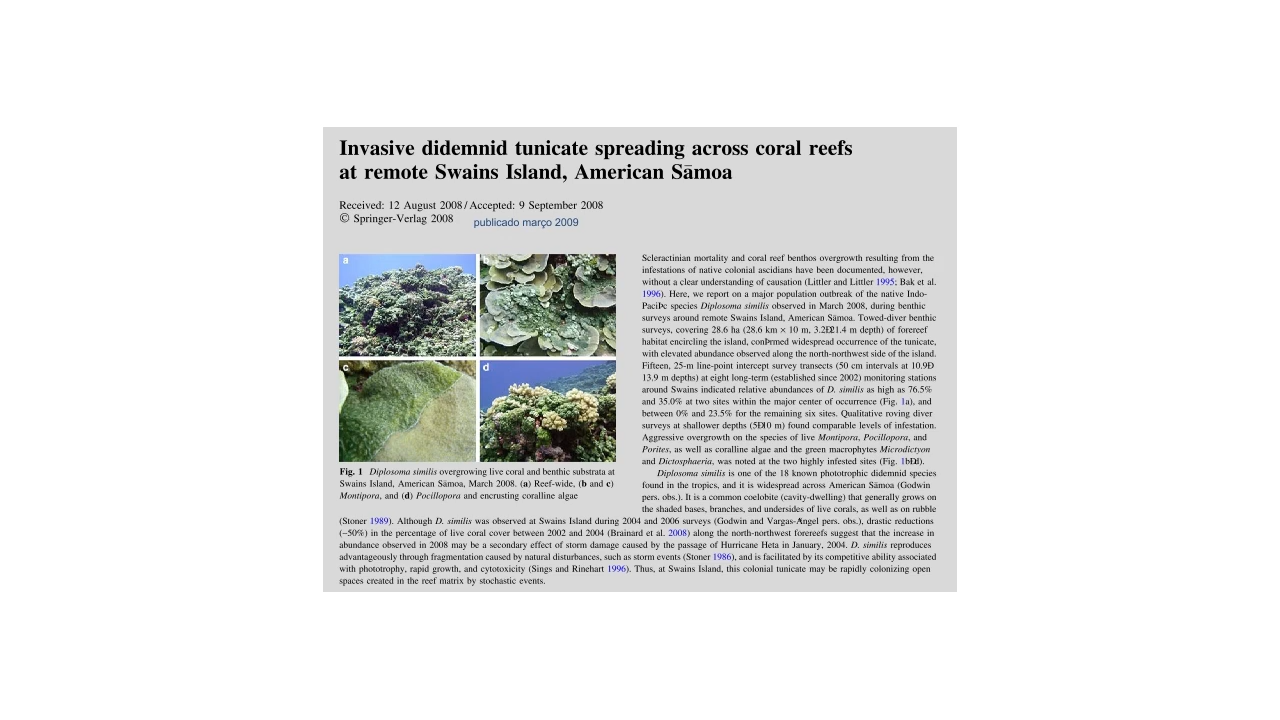 Invasive didemnid tunicate spreading across coral reefs
at remote Swains Island, American Sāmoa
Received: 12 August 2008 / Accepted: 9 September 2008
© Springer-Verlag 2008
publicado março 2009
a
b
c
d
Fig. 1 Diplosoma similis overgrowing live coral and benthic substrata at
Swains Island, American Sāmoa, March 2008. (a) Reef-wide, (b and c)
Montipora, and (d) Pocillopora and encrusting coralline algae
Scleractinian mortality and coral reef benthos overgrowth resulting from the
infestations of native colonial ascidians have been documented, however,
without a clear understanding of causation (Littler and Littler 1995; Bak et al.
1996). Here, we report on a major population outbreak of the native Indo-
PaciÞc species Diplosoma similis observed in March 2008, during benthic
surveys around remote Swains Island, American Sāmoa. Towed-diver benthic
surveys, covering 28.6 ha (28.6 km × 10 m, 3.2Ð21.4 m depth) of forereef
habitat encircling the island, conÞrmed widespread occurrence of the tunicate,
with elevated abundance observed along the north-northwest side of the island.
Fifteen, 25-m line-point intercept survey transects (50 cm intervals at 10.9Ð
13.9 m depths) at eight long-term (established since 2002) monitoring stations
around Swains indicated relative abundances of D. similis as high as 76.5%
and 35.0% at two sites within the major center of occurrence (Fig. 1a), and
between 0% and 23.5% for the remaining six sites. Qualitative roving diver
surveys at shallower depths (5Ð10 m) found comparable levels of infestation.
Aggressive overgrowth on the species of live Montipora, Pocillopora, and
Porites, as well as coralline algae and the green macrophytes Microdictyon
and Dictosphaeria, was noted at the two highly infested sites (Fig. 1bÐd).
Diplosoma similis is one of the 18 known phototrophic didemnid species
found in the tropics, and it is widespread across American Sāmoa (Godwin
pers. obs.). It is a common coelobite (cavity-dwelling) that generally grows on
the shaded bases, branches, and undersides of live corals, as well as on rubble
(Stoner 1989). Although D. similis was observed at Swains Island during 2004 and 2006 surveys (Godwin and Vargas-Ángel pers. obs.), drastic reductions
(−50%) in the percentage of live coral cover between 2002 and 2004 (Brainard et al. 2008) along the north-northwest forereefs suggest that the increase in
abundance observed in 2008 may be a secondary effect of storm damage caused by the passage of Hurricane Heta in January, 2004. D. similis reproduces
advantageously through fragmentation caused by natural disturbances, such as storm events (Stoner 1986), and is facilitated by its competitive ability associated
with phototrophy, rapid growth, and cytotoxicity (Sings and Rinehart 1996). Thus, at Swains Island, this colonial tunicate may be rapidly colonizing open
spaces created in the reef matrix by stochastic events.